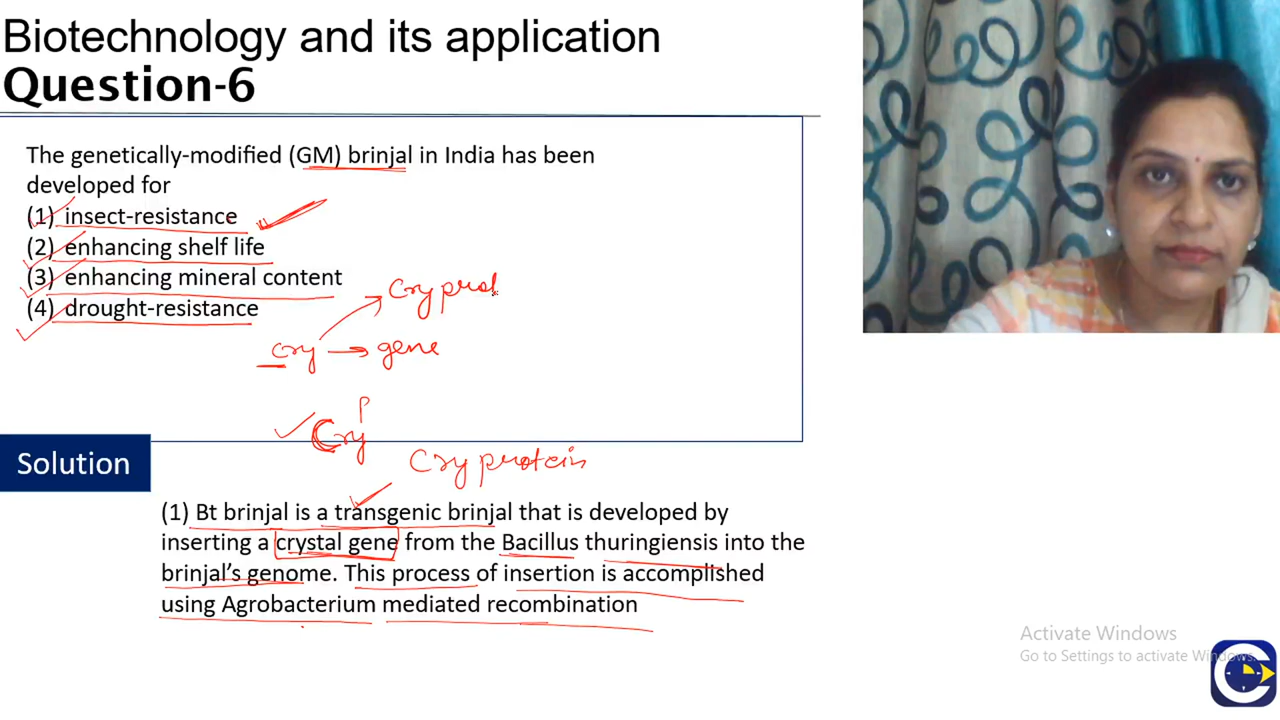 Biotechnology and its application
Question-6
The genetically-modified (GM) brinjal in India has been
developed for
(1) insect-resistance
(2) enhancing shelf life
(3) enhancing mineral content
(4) drought-resistance
Cry prot
cry → gene
P
Cry
Cry protein
Solution
(1) Bt brinjal is a transgenic brinjal that is developed by
inserting a crystal gene from the Bacillus thuringiensis into the
brinjal's genome. This process of insertion is accomplished
using Agrobacterium mediated recombination
Activate Windows
Go to Settings to activate Windows.